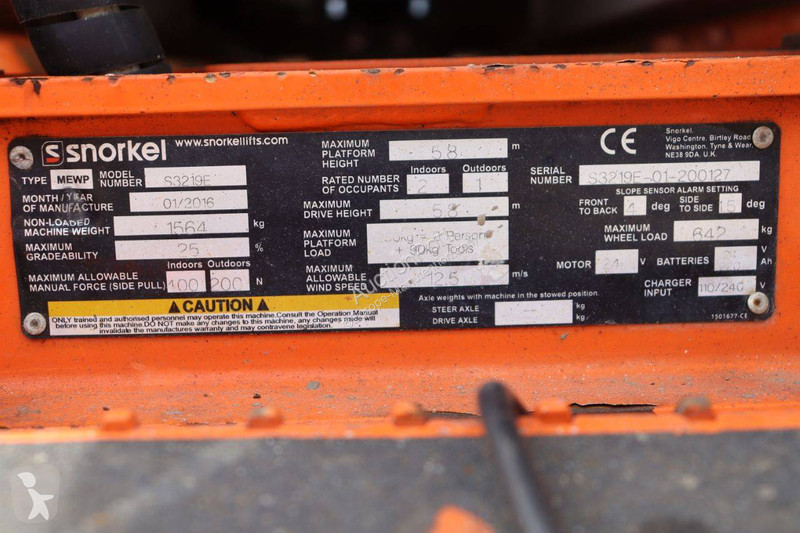 snorkel www.snorkellifts.com
TYPE MEWP MODEL NUMBER S3219E
MONTH / YEAR OF MANUFACTURE 01/2016
NON-LOADED MACHINE WEIGHT 1564 kg
MAXIMUM GRADEABILITY 25 %
Indoors Outdoors
MAXIMUM ALLOWABLE MANUAL FORCE (SIDE PULL) 400 200 N
CAUTION
ONLY trained and authorised personnel may operate this machine.Consult the Operation Manual
before using this machine.DO NOT make any changes to this machine, any changes made may
invalidate the manufactures warranty and may contravene legislation.
MAXIMUM PLATFORM HEIGHT 5.8 m
Indoors Outdoors
RATED NUMBER OF OCCUPANTS 2 1
MAXIMUM DRIVE HEIGHT 5.8 m
MAXIMUM PLATFORM LOAD
+ 90kg Tools
MAXIMUM ALLOWABLE WIND SPEED 12.5 m/s
Axle weights with machine in the stowed position.
STEER AXLE kg
DRIVE AXLE kg
CE
Snorkel.
Vigo Centre, Birtley Road
Washington, Tyne & Wear,
NE38 9DA. U.K.
SERIAL NUMBER S3219E-01-200127
SLOPE SENSOR ALARM SETTING
FRONT TO BACK 4 deg SIDE TO SIDE 1.5 deg
MAXIMUM WHEEL LOAD 642 kg
MOTOR 24 V BATTERIES V Ah
CHARGER INPUT 110/240 V
1501677-CE